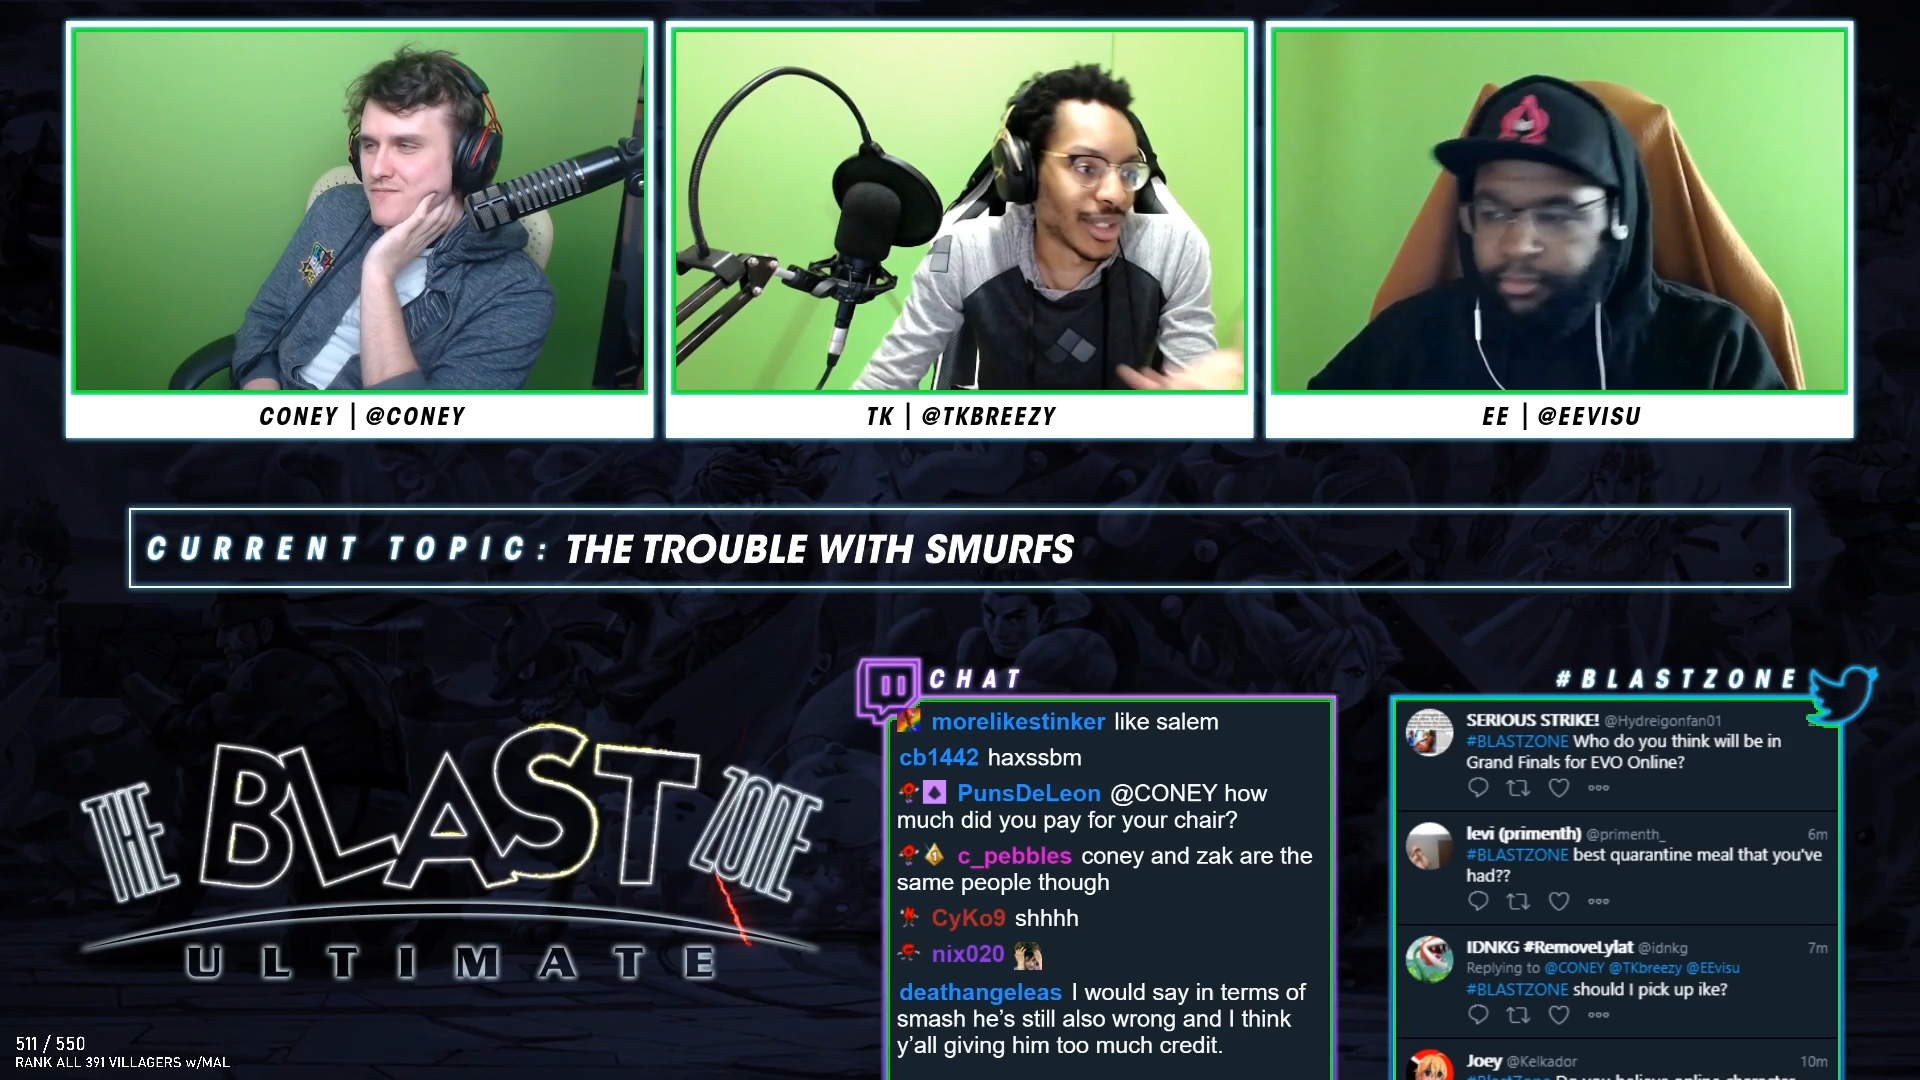 CONEY | @CONEY
TK | @TKBREEZY
EE | @EEVISU
CURRENT TOPIC: THE TROUBLE WITH SMURFS
THE BLAST ZONE
ULTIMATE
511 / 550
RANK ALL 391 VILLAGERS w/MAL
CHAT
morelikestinker like salem
cb1442 haxssbm
PunsDeLeon @CONEY how
much did you pay for your chair?
c_pebbles coney and zak are the
same people though
CyKo9 shhhh
nix020
deathangeleas I would say in terms of
smash he's still also wrong and I think
y'all giving him too much credit.
#BLASTZONE
SERIOUS STRIKE! @Hydreigonfan01
#BLASTZONE Who do you think will be in
Grand Finals for EVO Online?
levi (primenth) @primenth_ 6m
#BLASTZONE best quarantine meal that you've
had??
IDNKG #RemoveLylat @idnkg 7m
Replying to @CONEY @TKbreezy @EEvisu
#BLASTZONE should I pick up ike?
Joey @Kelkador 10m